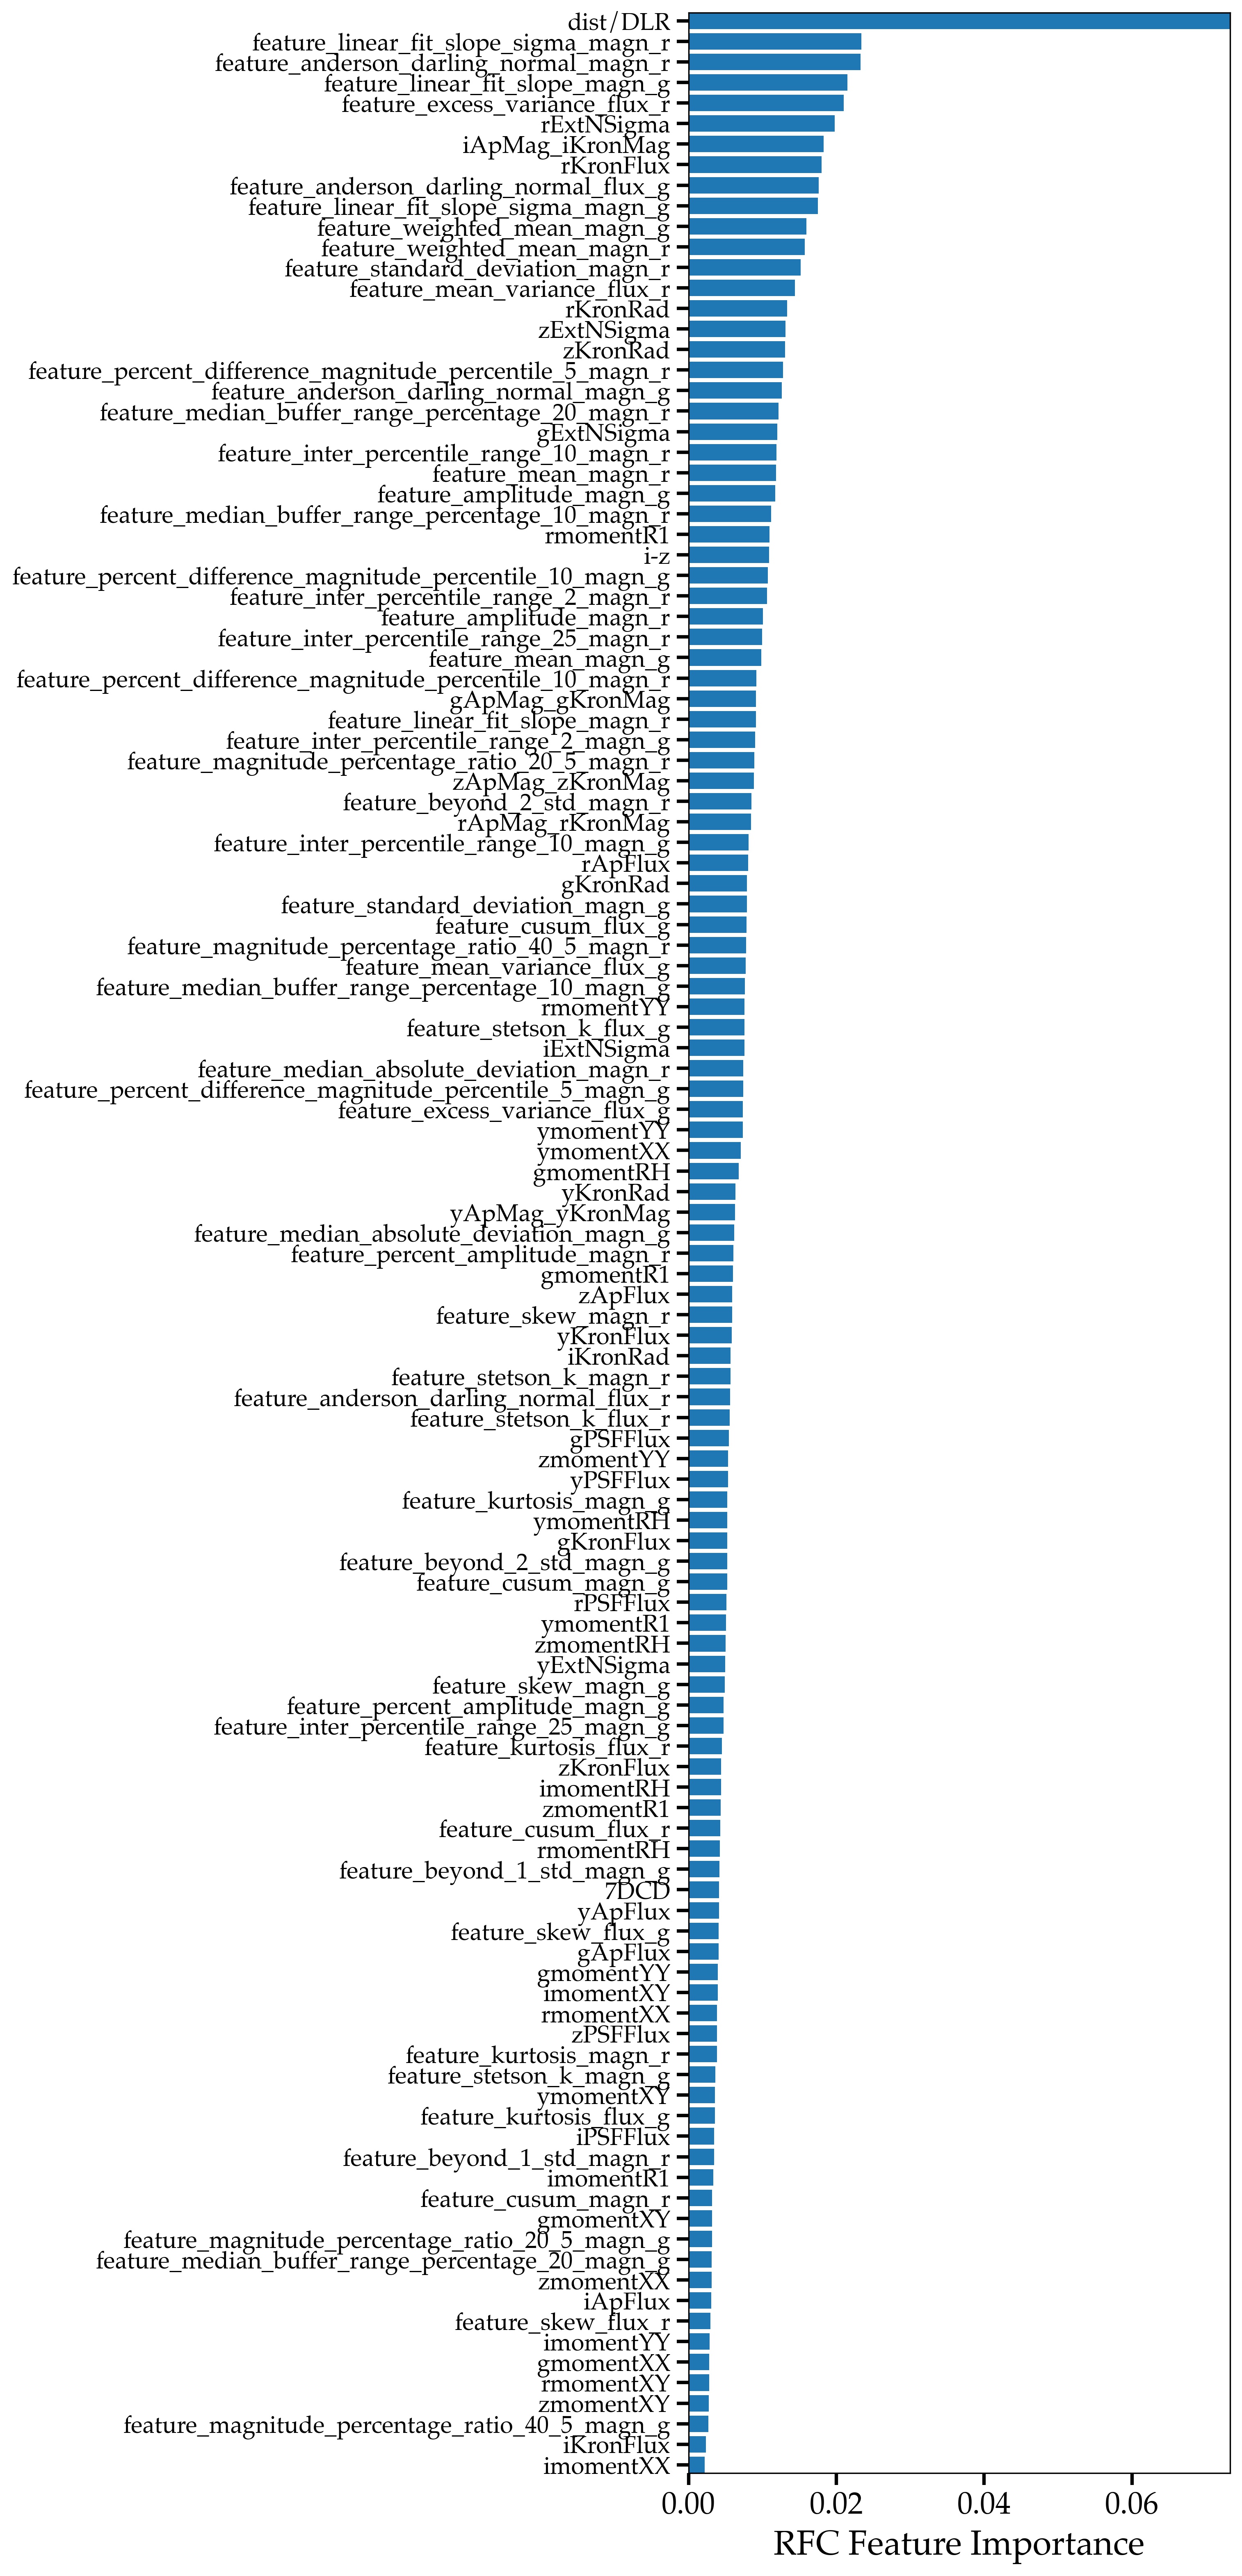 dist/DLR
feature_linear_fit_slope_sigma_magn_r
feature_anderson_darling_normal_magn_r
feature_linear_fit_slope_magn_g
feature_excess_variance_flux_r
rExtNSigma
iApMag_iKronMag
rKronFlux
feature_anderson_darling_normal_flux_g
feature_linear_fit_slope_sigma_magn_g
feature_weighted_mean_magn_g
feature_weighted_mean_magn_r
feature_standard_deviation_magn_r
feature_mean_variance_flux_r
rKronRad
zExtNSigma
zKronRad
feature_percent_difference_magnitude_percentile_5_magn_r
feature_anderson_darling_normal_magn_g
feature_median_buffer_range_percentage_20_magn_r
gExtNSigma
feature_inter_percentile_range_10_magn_r
feature_mean_magn_r
feature_amplitude_magn_g
feature_median_buffer_range_percentage_10_magn_r
rmomentR1
i-z
feature_percent_difference_magnitude_percentile_10_magn_g
feature_inter_percentile_range_2_magn_r
feature_amplitude_magn_r
feature_inter_percentile_range_25_magn_r
feature_mean_magn_g
feature_percent_difference_magnitude_percentile_10_magn_r
gApMag_gKronMag
feature_linear_fit_slope_magn_r
feature_inter_percentile_range_2_magn_g
feature_magnitude_percentage_ratio_20_5_magn_r
zApMag_zKronMag
feature_beyond_2_std_magn_r
rApMag_rKronMag
feature_inter_percentile_range_10_magn_g
rApFlux
gKronRad
feature_standard_deviation_magn_g
feature_cusum_flux_g
feature_magnitude_percentage_ratio_40_5_magn_r
feature_mean_variance_flux_g
feature_median_buffer_range_percentage_10_magn_g
rmomentYY
feature_stetson_k_flux_g
iExtNSigma
feature_median_absolute_deviation_magn_r
feature_percent_difference_magnitude_percentile_5_magn_g
feature_excess_variance_flux_g
ymomentYY
ymomentXX
gmomentRH
yKronRad
yApMag_yKronMag
feature_median_absolute_deviation_magn_g
feature_percent_amplitude_magn_r
gmomentR1
zApFlux
feature_skew_magn_r
yKronFlux
iKronRad
feature_stetson_k_magn_r
feature_anderson_darling_normal_flux_r
feature_stetson_k_flux_r
gPSFFlux
zmomentYY
yPSFFlux
feature_kurtosis_magn_g
ymomentRH
gKronFlux
feature_beyond_2_std_magn_g
feature_cusum_magn_g
rPSFFlux
ymomentR1
zmomentRH
yExtNSigma
feature_skew_magn_g
feature_percent_amplitude_magn_g
feature_inter_percentile_range_25_magn_g
feature_kurtosis_flux_r
zKronFlux
imomentRH
zmomentR1
feature_cusum_flux_r
rmomentRH
feature_beyond_1_std_magn_g
7DCD
yApFlux
feature_skew_flux_g
gApFlux
gmomentYY
imomentXY
rmomentXX
zPSFFlux
feature_kurtosis_magn_r
feature_stetson_k_magn_g
ymomentXY
feature_kurtosis_flux_g
iPSFFlux
feature_beyond_1_std_magn_r
imomentR1
feature_cusum_magn_r
gmomentXY
feature_magnitude_percentage_ratio_20_5_magn_g
feature_median_buffer_range_percentage_20_magn_g
zmomentXX
iApFlux
feature_skew_flux_r
imomentYY
gmomentXX
rmomentXY
zmomentXY
feature_magnitude_percentage_ratio_40_5_magn_g
iKronFlux
imomentXX
0.00 0.02 0.04 0.06
RFC Feature Importance